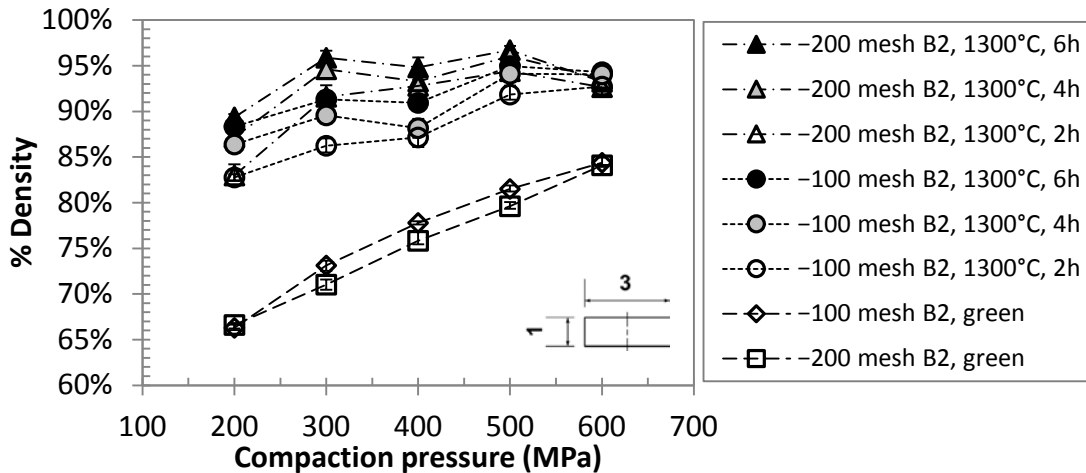 100%
95%
90%
85%
80%
75%
70%
65%
60%
% Density
100 200 300 400 500 600 700
Compaction pressure (MPa)
3
1
−200 mesh B2, 1300°C, 6h
−200 mesh B2, 1300°C, 4h
−200 mesh B2, 1300°C, 2h
−100 mesh B2, 1300°C, 6h
−100 mesh B2, 1300°C, 4h
−100 mesh B2, 1300°C, 2h
−100 mesh B2, green
−200 mesh B2, green